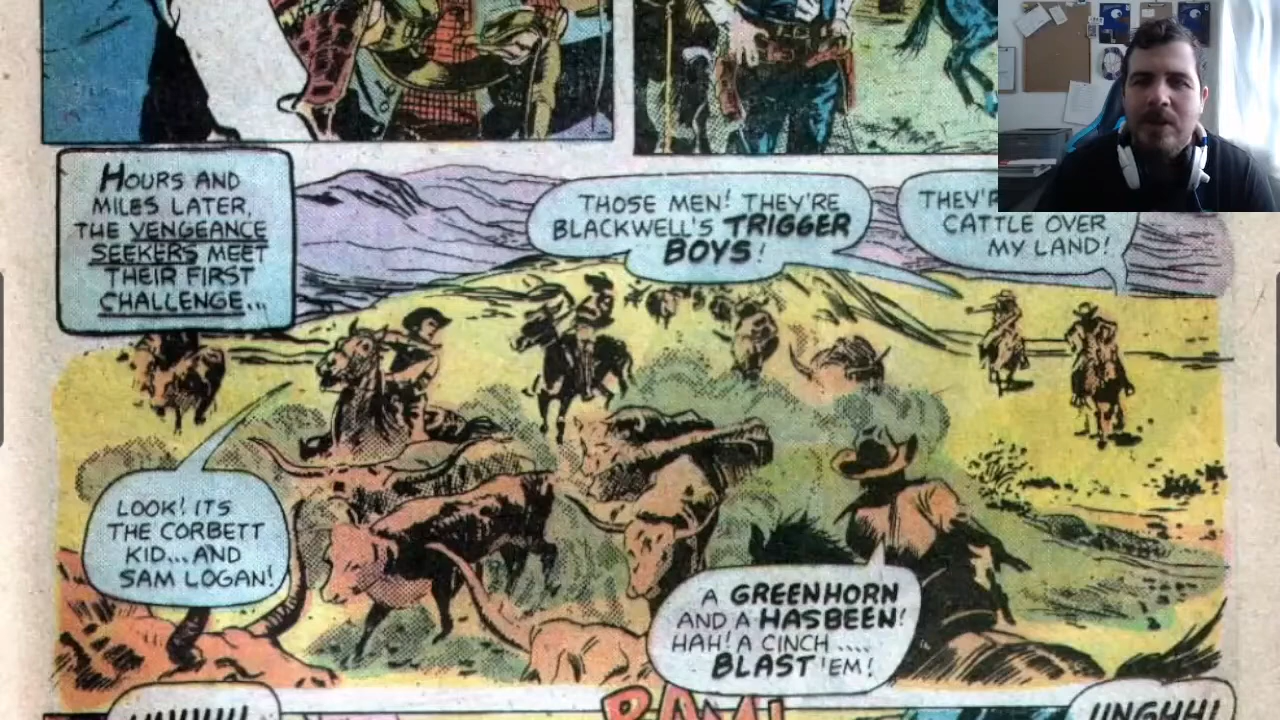 HOURS AND
MILES LATER,
THE VENGEANCE
SEEKERS MEET
THEIR FIRST
CHALLENGE...
THOSE MEN! THEY'RE
BLACKWELL'S TRIGGER
BOYS!
CATTLE OVER
MY LAND!
LOOK! ITS
THE CORBETT
KID...AND
SAM LOGAN!
A GREENHORN
AND A HASBEEN!
HAH! A CINCH ....
BLAST 'EM!
BAM!
UNGHH!